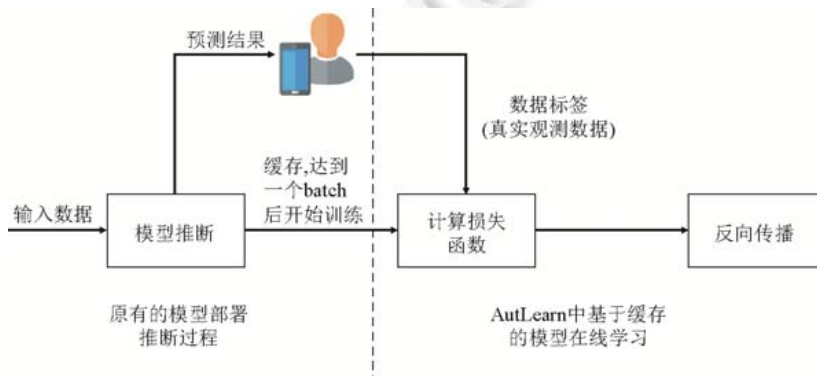 预测结果
数据标签
(真实观测数据)
缓存,达到
一个batch
后开始训练
输入数据
模型推断
计算损失
函数
反向传播
原有的模型部署
推断过程
AutLearn中基于缓存
的模型在线学习